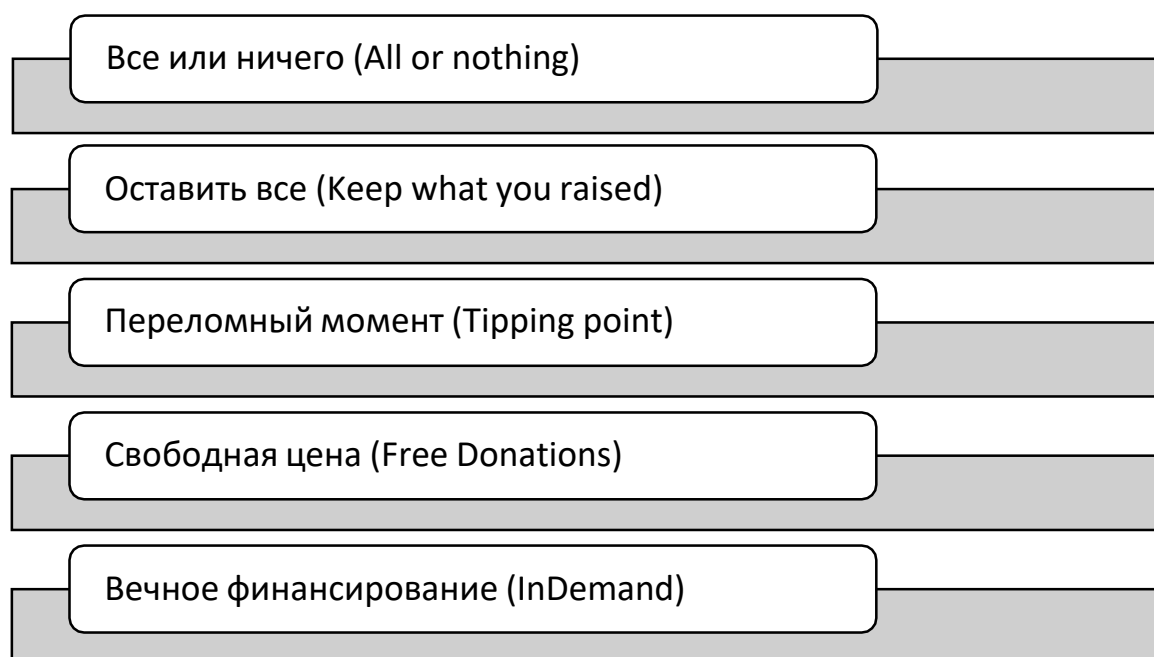 Все или ничего (All or nothing)
Оставить все (Keep what you raised)
Переломный момент (Tipping point)
Свободная цена (Free Donations)
Вечное финансирование (InDemand)